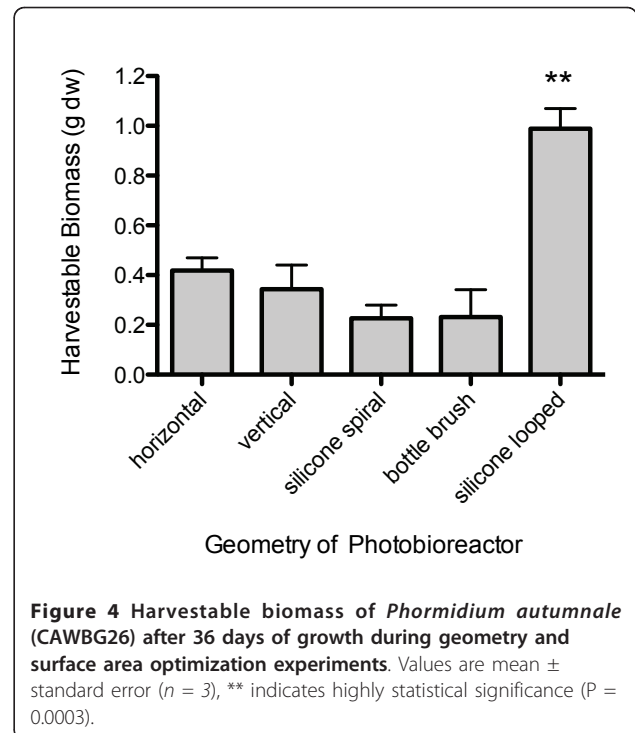 **
Harvestable Biomass (g dw)
1.2
1.0
0.8
0.6
0.4
0.2
0.0
horizontal
vertical
silicone spiral
bottle brush
silicone looped
Geometry of Photobioreactor
Figure 4 Harvestable biomass of Phormidium autumnale
(CAWBG26) after 36 days of growth during geometry and
surface area optimization experiments. Values are mean ±
standard error (n = 3), ** indicates highly statistical significance (P =
0.0003).